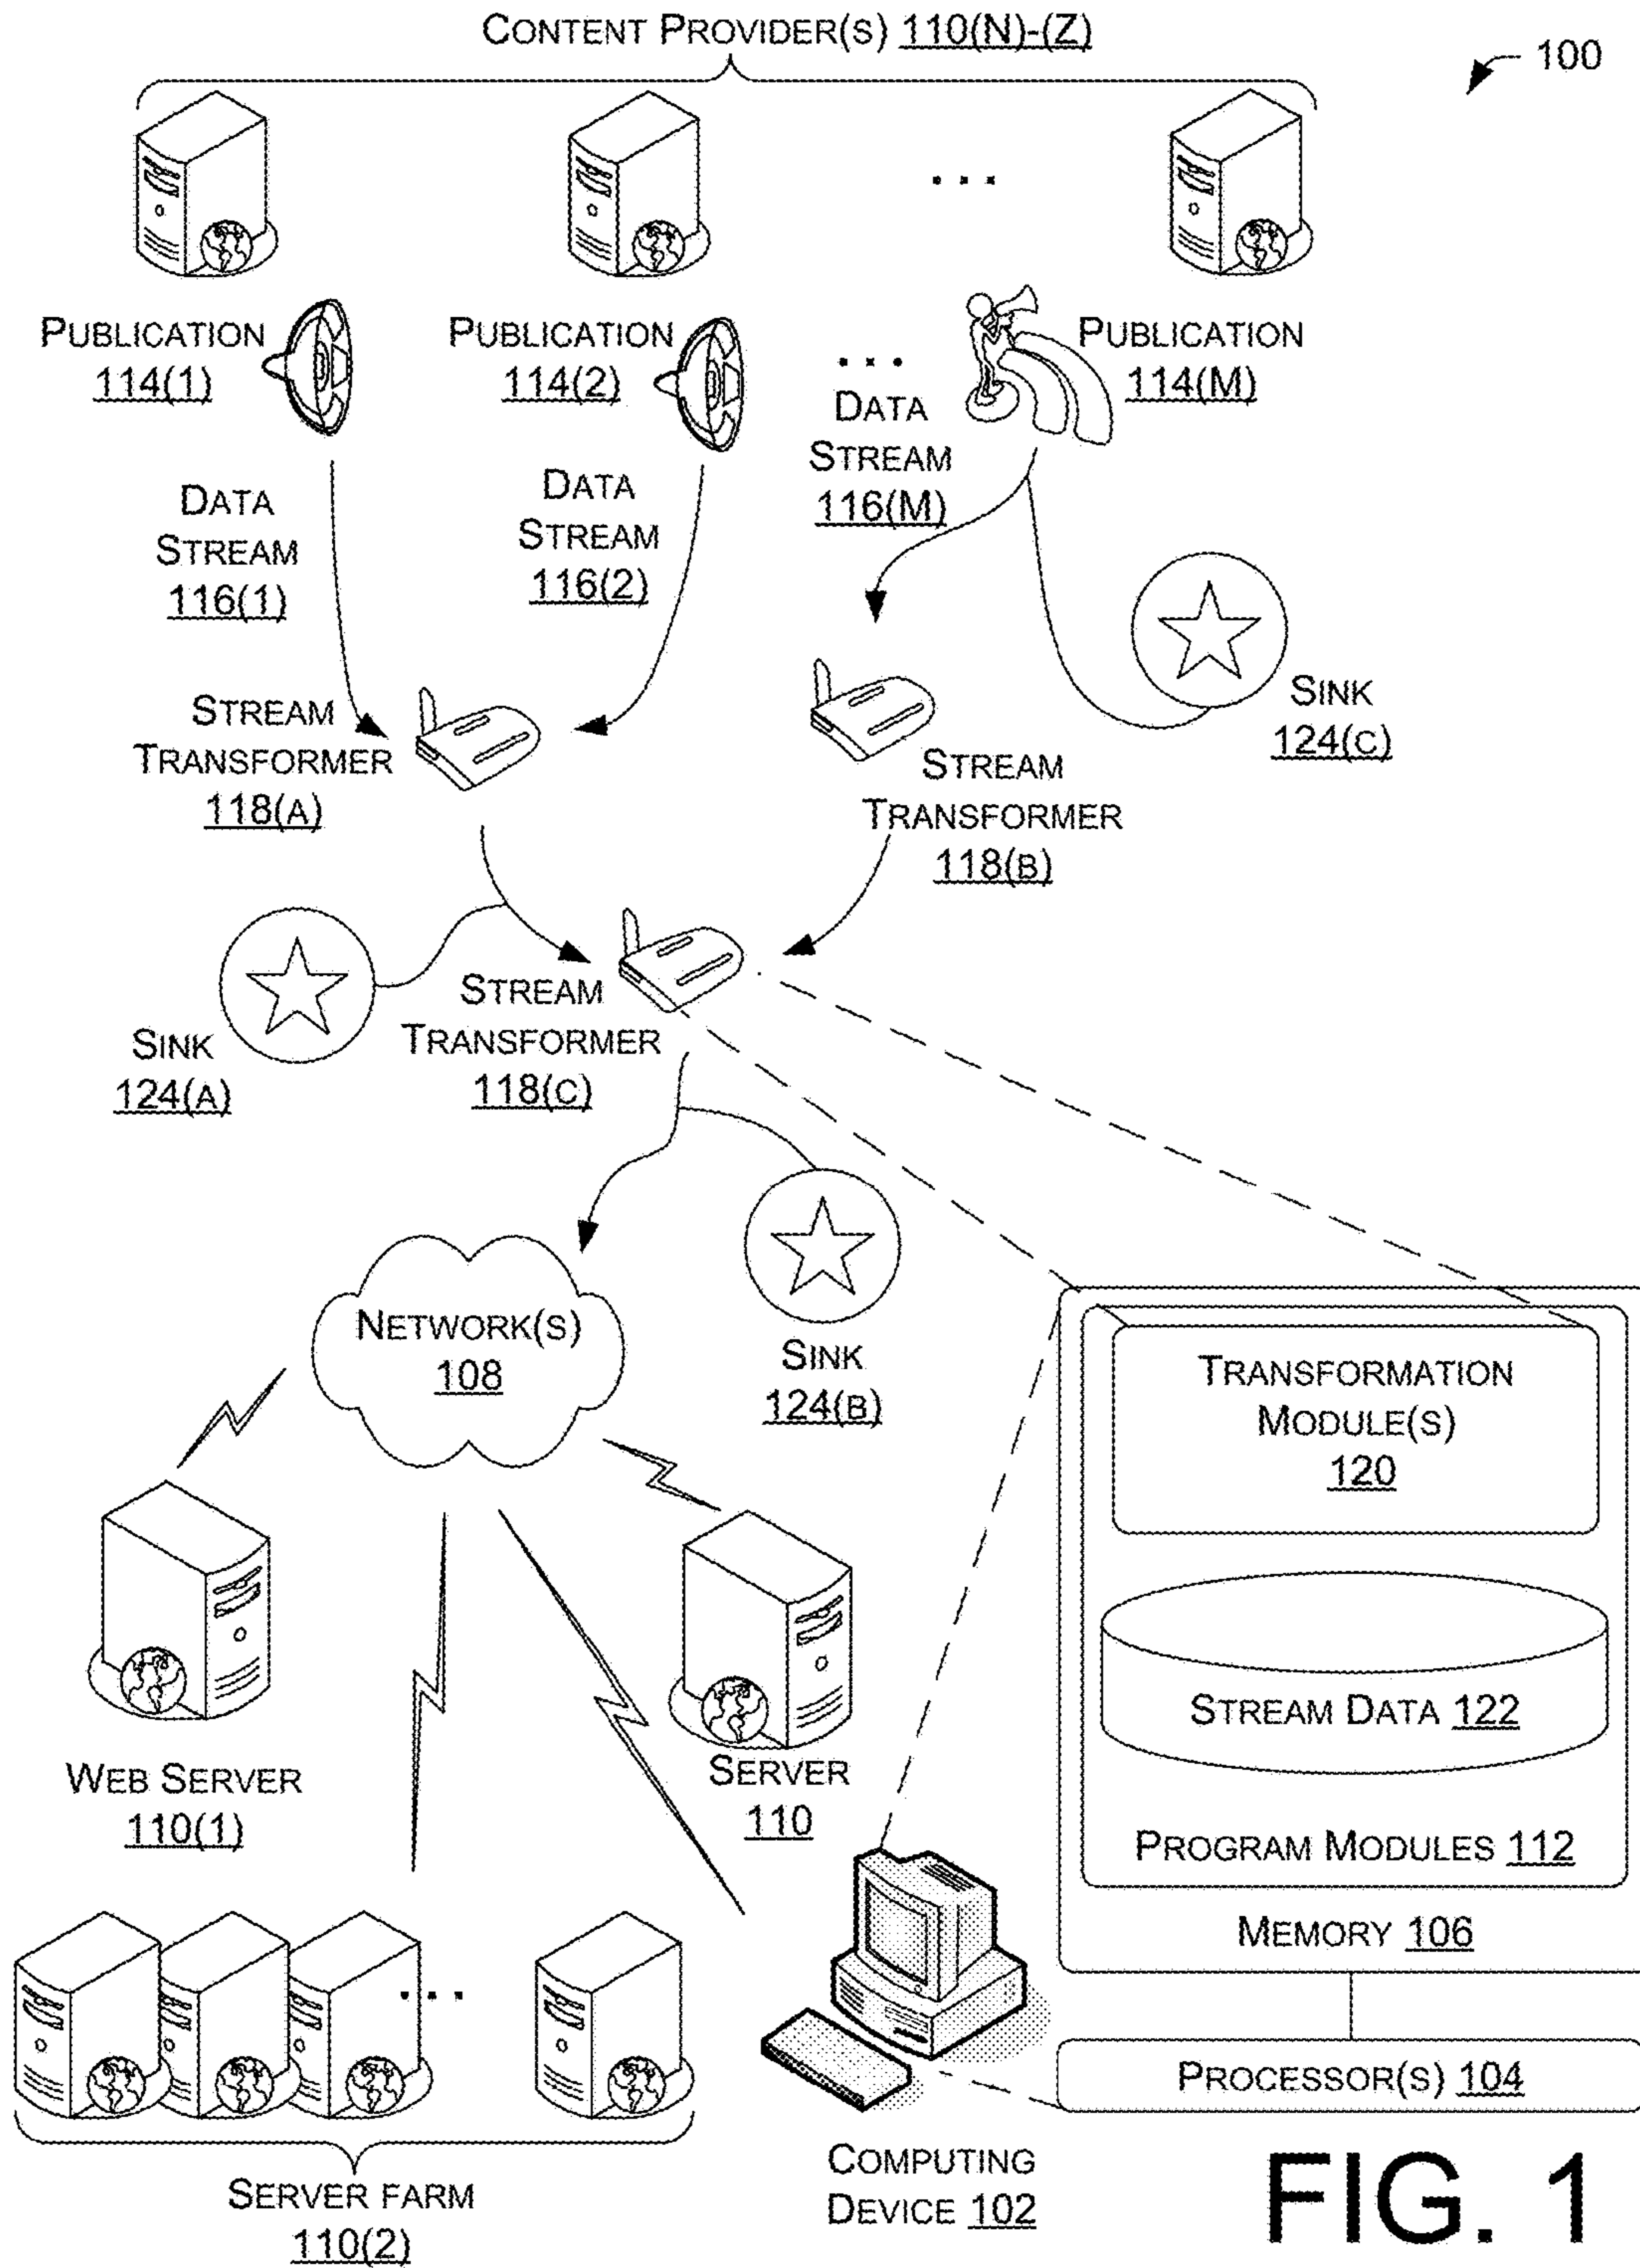 CONTENT PROVIDER(S) 110(N)-(Z)
100
PUBLICATION
114(1)
PUBLICATION
114(2)
. . .
PUBLICATION
114(M)
DATA
STREAM
116(1)
DATA
STREAM
116(2)
DATA
STREAM
116(M)
STREAM
TRANSFORMER
118(A)
STREAM
TRANSFORMER
118(B)
SINK
124(C)
SINK
124(A)
STREAM
TRANSFORMER
118(C)
NETWORK(S)
108
SINK
124(B)
TRANSFORMATION
MODULE(S)
120
STREAM DATA 122
PROGRAM MODULES 112
MEMORY 106
PROCESSOR(S) 104
WEB SERVER
110(1)
SERVER
110
SERVER FARM
110(2)
COMPUTING
DEVICE 102
FIG. 1